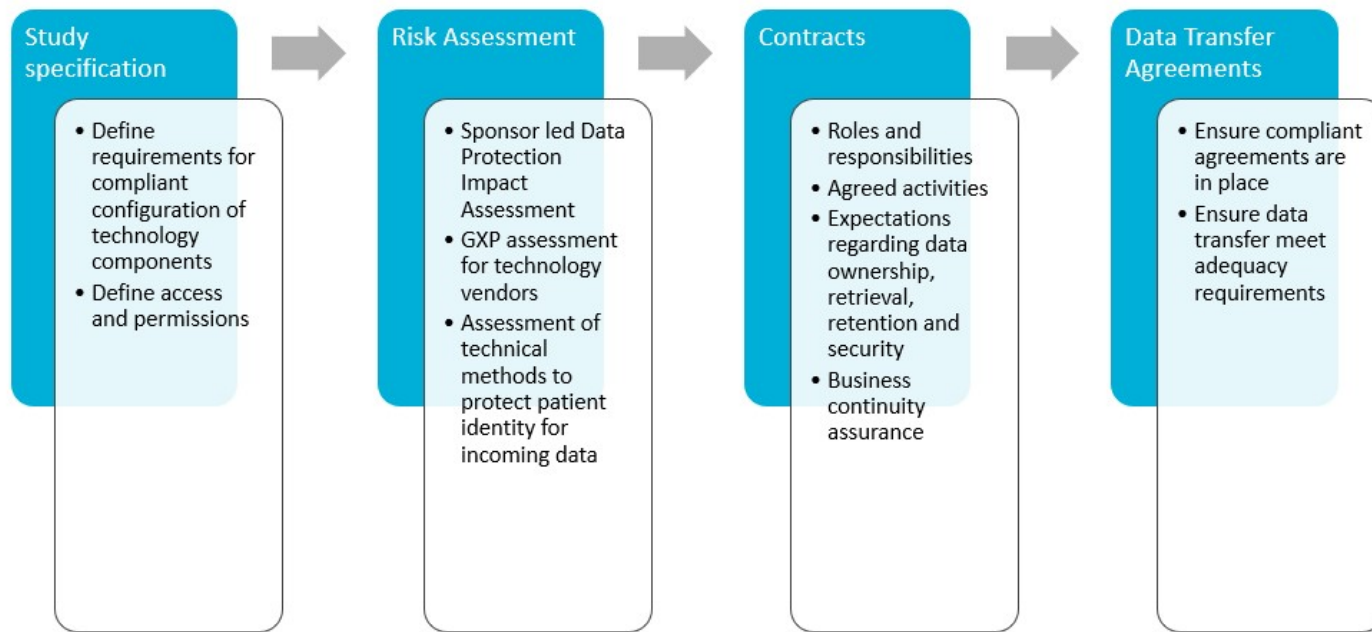 Study
specification
• Define
requirements for
compliant
configuration of
technology
components
• Define access
and permissions
Risk Assessment
• Sponsor led Data
Protection
Impact
Assessment
• GXP assessment
for technology
vendors
• Assessment of
technical
methods to
protect patient
identity for
incoming data
Contracts
• Roles and
responsibilities
• Agreed activities
• Expectations
regarding data
ownership,
retrieval,
retention and
security
• Business
continuity
assurance
Data Transfer
Agreements
• Ensure compliant
agreements are
in place
• Ensure data
transfer meet
adequacy
requirements